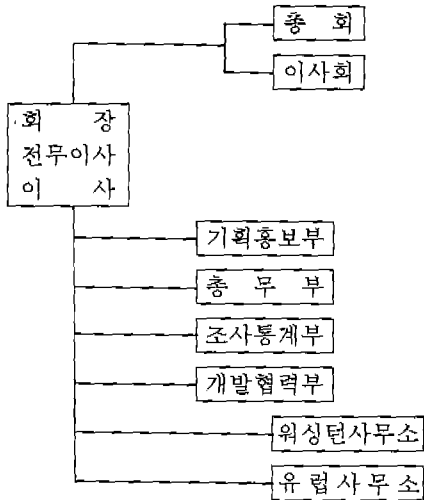 총 회
이사회
회 장
전무이사
이 사
기획홍보부
총 무 부
조사통계부
개발협력부
워싱턴사무소
유럽사무소